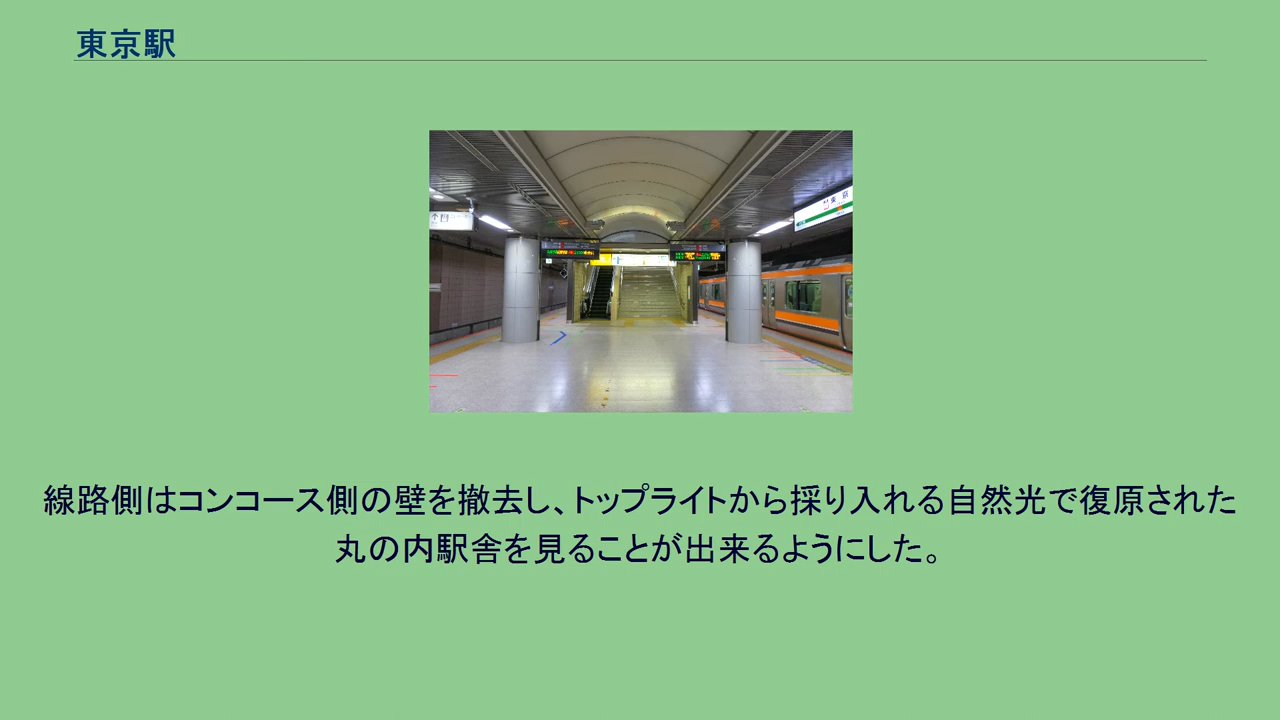 東京駅
東京
線路側はコンコース側の壁を撤去し、トップライトから採り入れる自然光で復原された
丸の内駅舎を見ることが出来るようにした。